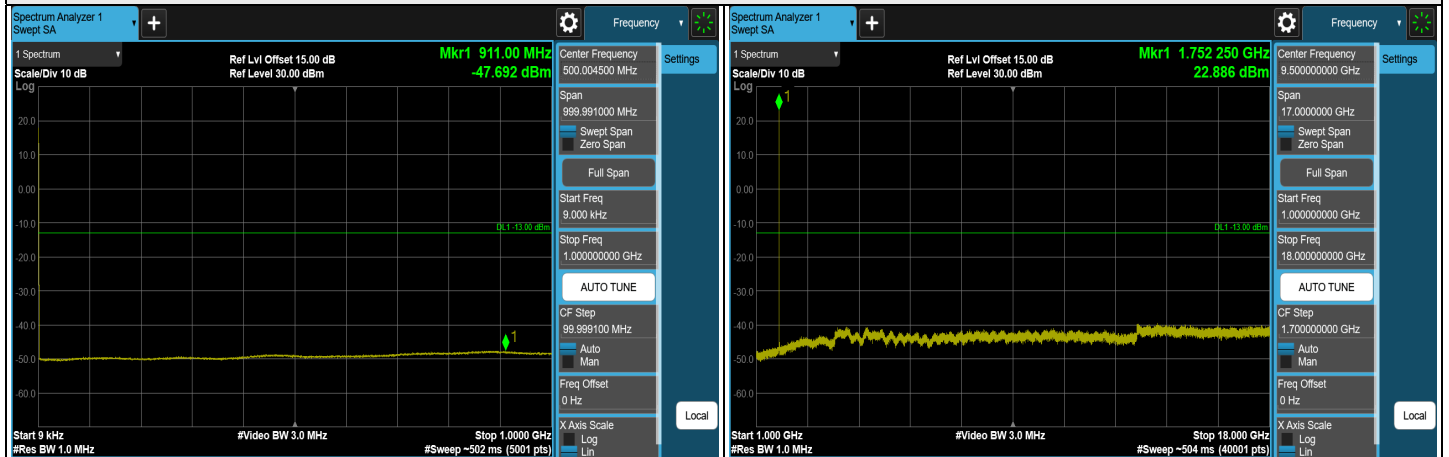 Spectrum Analyzer 1
Swept SA
+
Frequency
1 Spectrum
Scale/Div 10 dB
Log
Ref Lvl Offset 15.00 dB
Ref Level 30.00 dBm
Mkr1 911.00 MHz
-47.692 dBm
20.0
10.0
0.00
-10.0
-20.0
-30.0
-40.0
-50.0
-60.0
DL1 -13.00 dBm
1
Start 9 kHz
#Res BW 1.0 MHz
#Video BW 3.0 MHz
Stop 1.0000 GHz
#Sweep ~502 ms (5001 pts)
Center Frequency
500.004500 MHz
Span
999.991000 MHz
Swept Span
Zero Span
Full Span
Start Freq
9.000 kHz
Stop Freq
1.000000000 GHz
AUTO TUNE
CF Step
99.999100 MHz
Auto
Man
Freq Offset
0 Hz
X Axis Scale
Log
Lin
Settings
Local
Spectrum Analyzer 1
Swept SA
+
Frequency
1 Spectrum
Scale/Div 10 dB
Log
Ref Lvl Offset 15.00 dB
Ref Level 30.00 dBm
Mkr1 1.752 250 GHz
22.886 dBm
1
20.0
10.0
0.00
-10.0
-20.0
-30.0
-40.0
-50.0
-60.0
DL1 -13.00 dBm
Start 1.000 GHz
#Res BW 1.0 MHz
#Video BW 3.0 MHz
Stop 18.000 GHz
#Sweep ~504 ms (40001 pts)
Center Frequency
9.500000000 GHz
Span
17.0000000 GHz
Swept Span
Zero Span
Full Span
Start Freq
1.000000000 GHz
Stop Freq
18.000000000 GHz
AUTO TUNE
CF Step
1.700000000 GHz
Auto
Man
Freq Offset
0 Hz
X Axis Scale
Log
Lin
Settings
Local